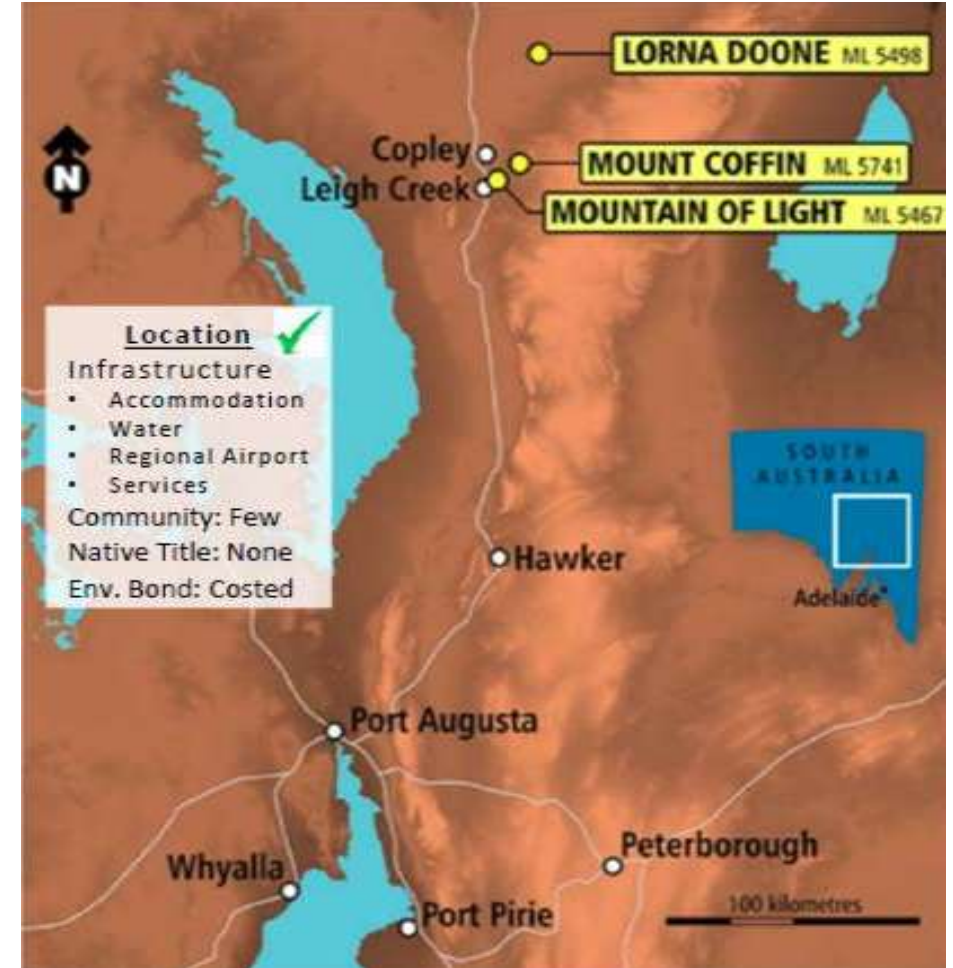 LORNA DOONE ML 5498
Copley
MOUNT COFFIN ML 5741
Leigh Creek
MOUNTAIN OF LIGHT ML 5467
N
Location
Infrastructure
• Accommodation
• Water
• Regional Airport
• Services
Community: Few
Native Title: None
Env. Bond: Costed
SOUTH
AUSTRALIA
Adelaide
Hawker
Port Augusta
Peterborough
Whyalla
Port Pirie
100 kilometres